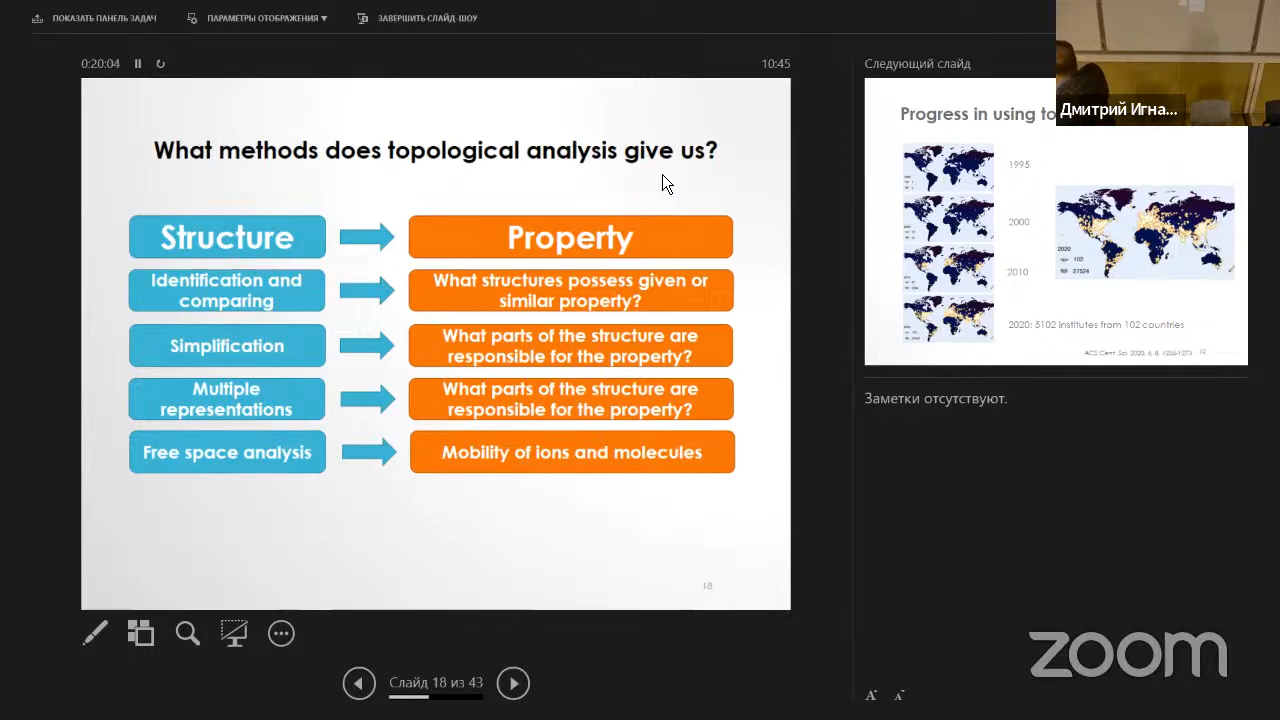 ПОКАЗАТЬ ПАНЕЛЬ ЗАДАЧ
ПАРАМЕТРЫ ОТОБРАЖЕНИЯ ▼
ЗАВЕРШИТЬ СЛАЙД-ШОУ
0:20:04
10:45
What methods does topological analysis give us?
Structure
Property
Identification and
comparing
What structures possess given or
similar property?
Simplification
What parts of the structure are
responsible for the property?
Multiple
representations
What parts of the structure are
responsible for the property?
Free space analysis
Mobility of ions and molecules
18
Слайд 18 из 43
Следующий слайд
Дмитрий Игна...
Progress in using to
1995
2000
2010
2020
102
27524
2020: 5102 institutes from 102 countries
ACS Cent. Sci. 2020, 6, 8, 1255-1273
19
Заметки отсутствуют.
A A
zoom